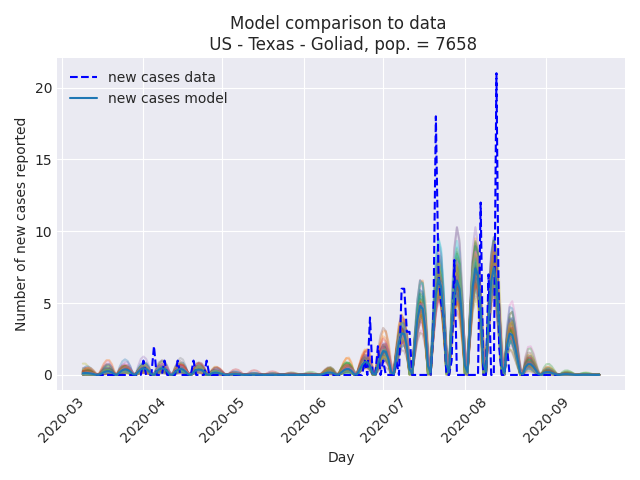 Model comparison to data
US - Texas - Goliad, pop. = 7658
new cases data
new cases model
Number of new cases reported
20
15
10
5
0
2020-03
2020-04
2020-05
2020-06
2020-07
2020-08
2020-09
Day